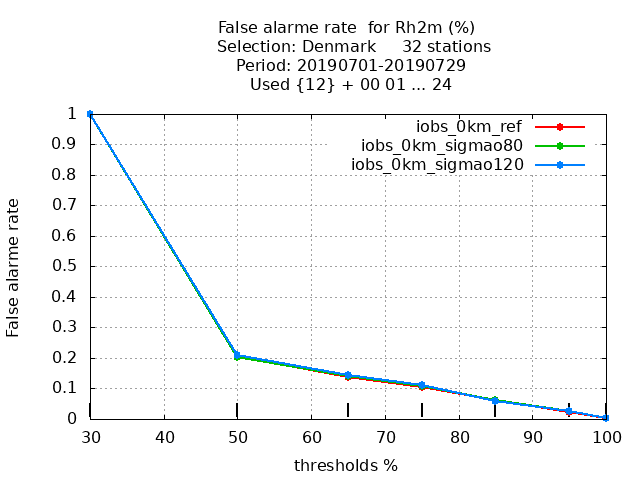 False alarme rate  for Rh2m (%)
Selection: Denmark     32 stations
Period: 20190701-20190729
Used {12} + 00 01 ... 24
iobs_0km_ref
iobs_0km_sigmao80
iobs_0km_sigmao120
False alarme rate
1
0.9
0.8
0.7
0.6
0.5
0.4
0.3
0.2
0.1
0
30 40 50 60 70 80 90 100
thresholds %